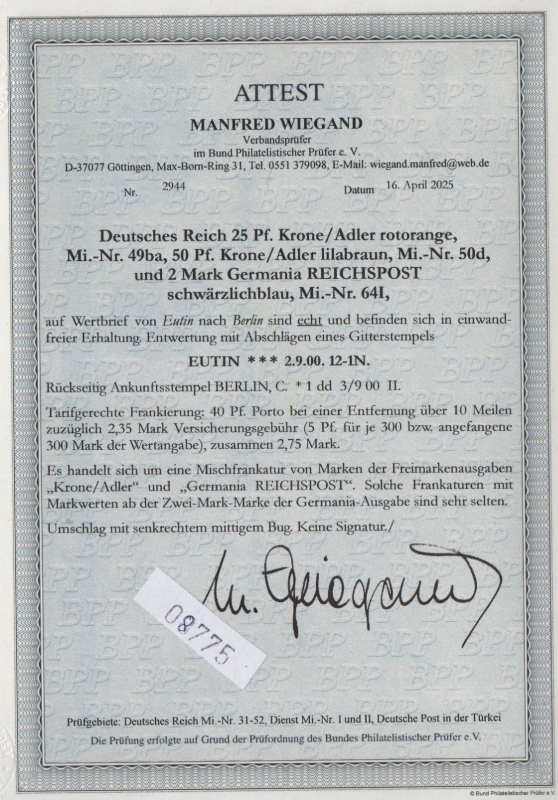 ATTEST
MANFRED WIEGAND
Verbandsprüfer
im Bund Philatelistischer Prüfer e. V.
D-37077 Göttingen, Max-Born-Ring 31, Tel. 0551 379098, E-Mail: wiegand.manfred@web.de
Nr. 2944 Datum 16. April 2025
Deutsches Reich 25 Pf. Krone/Adler rotorange,
Mi.-Nr. 49ba, 50 Pf. Krone/Adler lilabraun, Mi.-Nr. 50d,
und 2 Mark Germania REICHSPOST
schwärzlichblau, Mi.-Nr. 64I,
auf Wertbrief von Eutin nach Berlin sind echt und befinden sich in einwand-
freier Erhaltung. Entwertung mit Abschlägen eines Gitterstempels
EUTIN *** 2.9.00. 12-1N.
Rückseitig Ankunftsstempel BERLIN, C. *1 dd 3/9 00 II.
Tarifgerechte Frankierung: 40 Pf. Porto bei einer Entfernung über 10 Meilen
zuzüglich 2,35 Mark Versicherungsgebühr (5 Pf. für je 300 bzw. angefangene
300 Mark der Wertangabe), zusammen 2,75 Mark.
Es handelt sich um eine Mischfrankatur von Marken der Freimarkenausgaben
„Krone/Adler" und „Germania REICHSPOST". Solche Frankaturen mit
Markwerten ab der Zwei-Mark-Marke der Germania-Ausgabe sind sehr selten.
Umschlag mit senkrechtem mittigem Bug. Keine Signatur./
M. Wiegand
08775
Prüfgebiete: Deutsches Reich Mi.-Nr. 31-52, Dienst Mi.-Nr. I und II, Deutsche Post in der Türkei
Die Prüfung erfolgte auf Grund der Prüfordnung des Bundes Philatelistischer Prüfer e.V.
© Bund Philatelistischer Prüfer e.V.